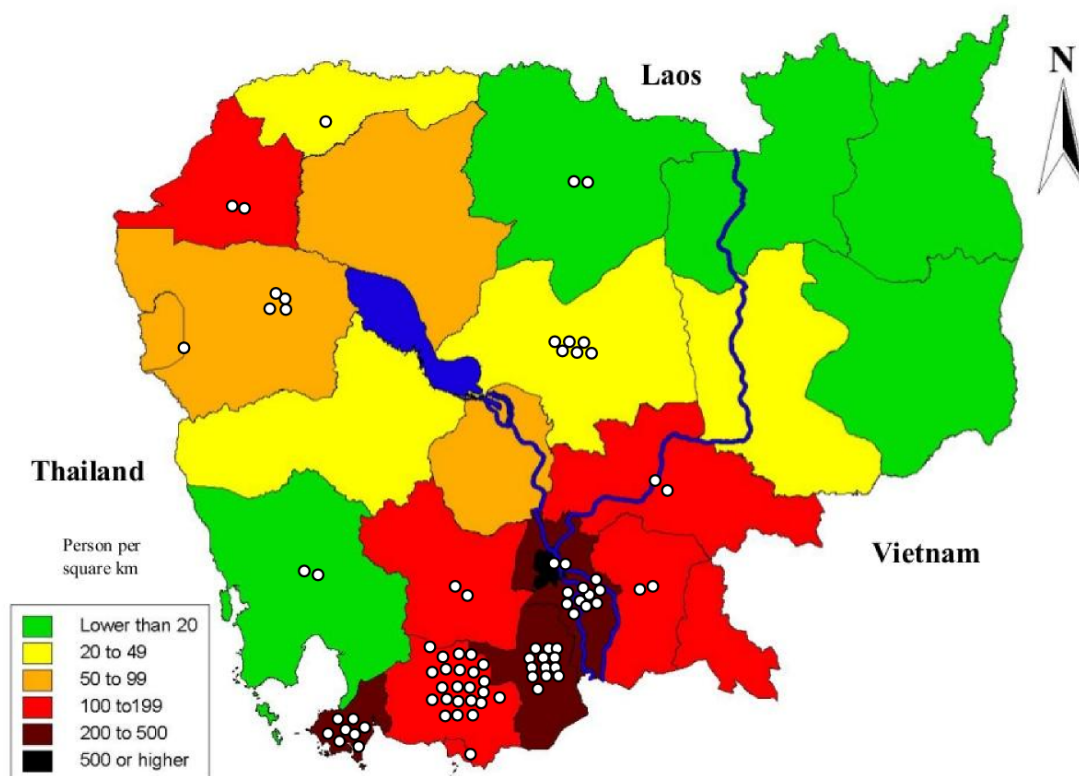 Laos
N
Thailand
Person per
square km
Vietnam
Lower than 20
20 to 49
50 to 99
100 to199
200 to 500
500 or higher